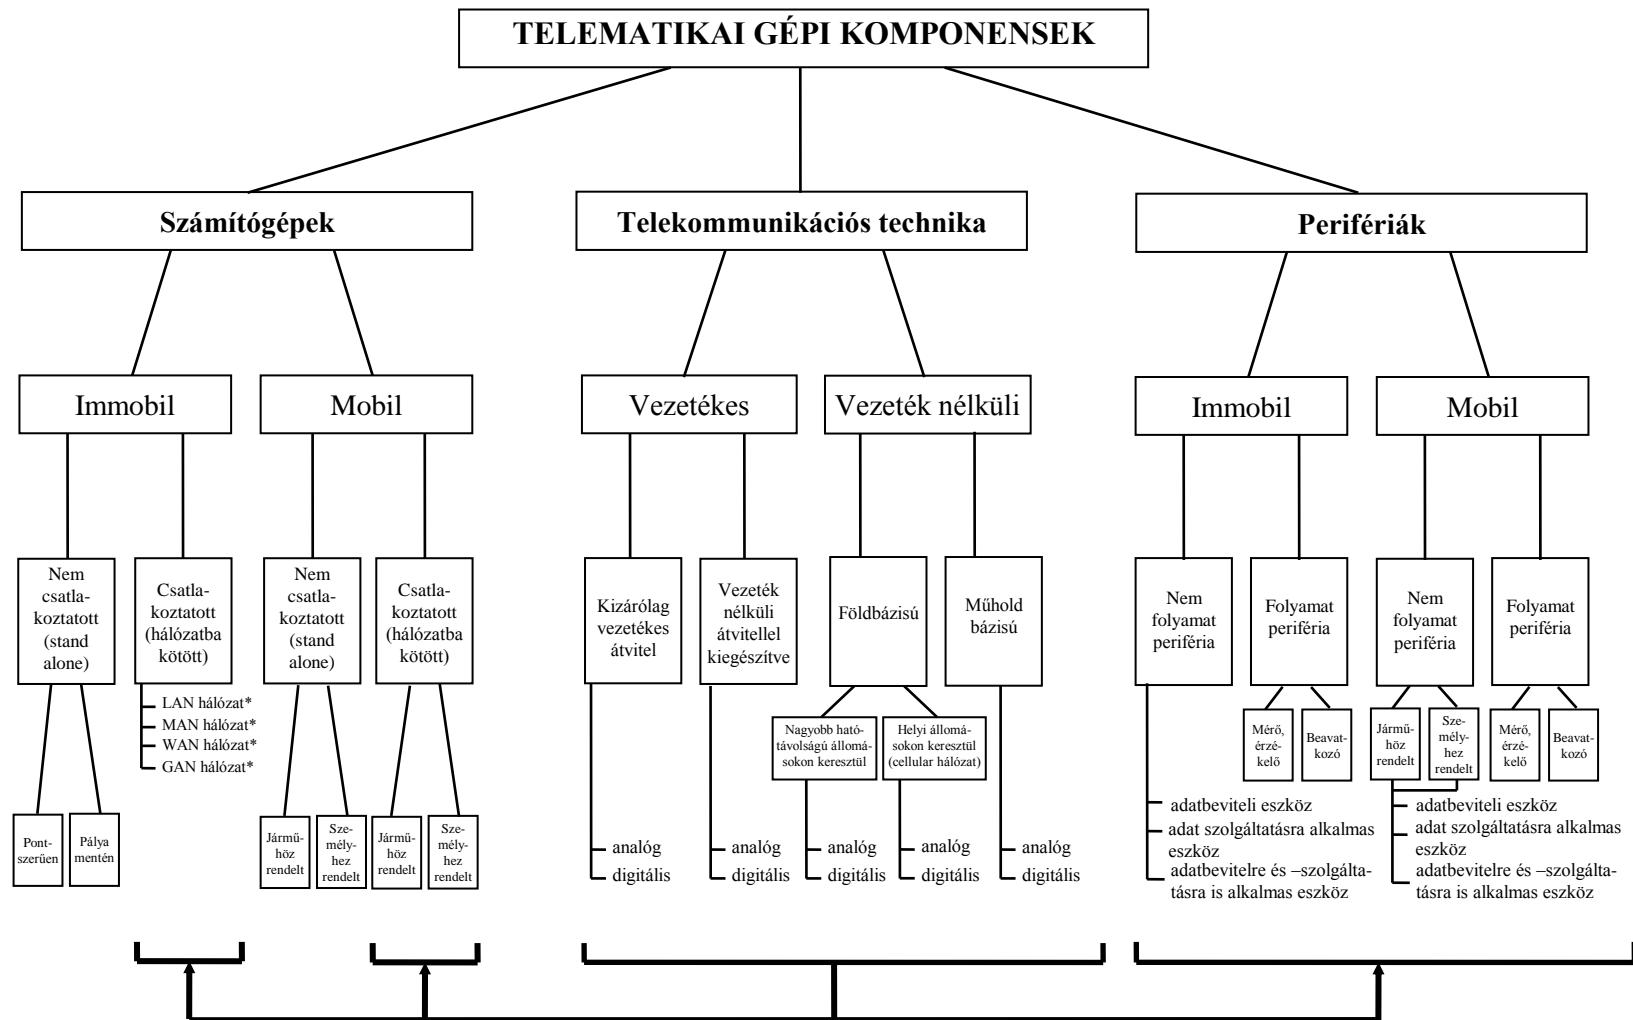 TELEMATIKAI GÉPI KOMPONENSEK
Számítógépek
Telekommunikációs technika
Perifériák
Immobil
Mobil
Vezetékes
Vezeték nélküli
Immobil
Mobil
Nem
csatla-
koztatott
(stand
alone)
Csatla-
koztatott
(hálózatba
kötött)
Nem
csatla-
koztatott
(stand
alone)
Csatla-
koztatott
(hálózatba
kötött)
Kizárólag
vezetékes
átvitel
Vezeték
nélküli
átvitellel
kiegészítve
Földbázisú
Műhold
bázisú
Nem
folyamat
periféria
Folyamat
periféria
Nem
folyamat
periféria
Folyamat
periféria
LAN hálózat*
MAN hálózat*
WAN hálózat*
GAN hálózat*
Nagyobb ható-
távolságú állomá-
sokon keresztül
Helyi állomá-
sokon keresztül
(cellular hálózat)
Mérő,
érzé-
kelő
Beavat-
kozó
Jármű-
höz
rendelt
Sze-
mély-
hez
rendelt
Mérő,
érzé-
kelő
Beavat-
kozó
Pont-
szerűen
Pálya
mentén
Jármű-
höz
rendelt
Sze-
mély-
hez
rendelt
Jármű-
höz
rendelt
Sze-
mély-
hez
rendelt
analóg
digitális
analóg
digitális
analóg
digitális
analóg
digitális
analóg
digitális
adatbeviteli eszköz
adat szolgáltatásra alkalmas
eszköz
adatbevitelre és –szolgálta-
tásra is alkalmas eszköz
adatbeviteli eszköz
adat szolgáltatásra alkalmas
eszköz
adatbevitelre és –szolgálta-
tásra is alkalmas eszköz